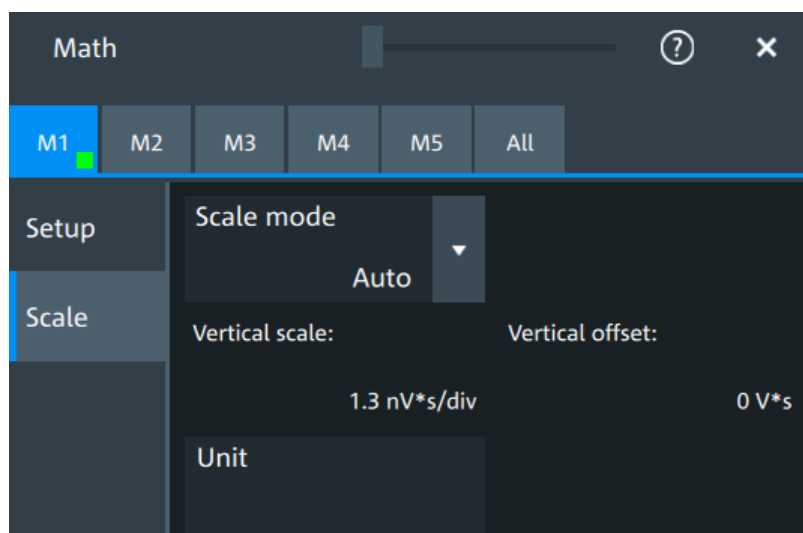 Math ?
M1 M2 M3 M4 M5 All
Setup
Scale
Scale mode
Auto
Vertical scale: Vertical offset:
1.3 nV*s/div 0 V*s
Unit